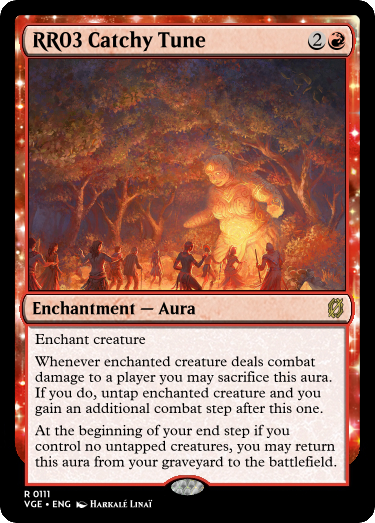 RR03 Catchy Tune 2
Enchantment — Aura
Enchant creature
Whenever enchanted creature deals combat
damage to a player you may sacrifice this aura.
If you do, untap enchanted creature and you
gain an additional combat step after this one.
At the beginning of your end step if you
control no untapped creatures, you may return
this aura from your graveyard to the battlefield.
R 0111
VGE • ENG Harkalé Linaï